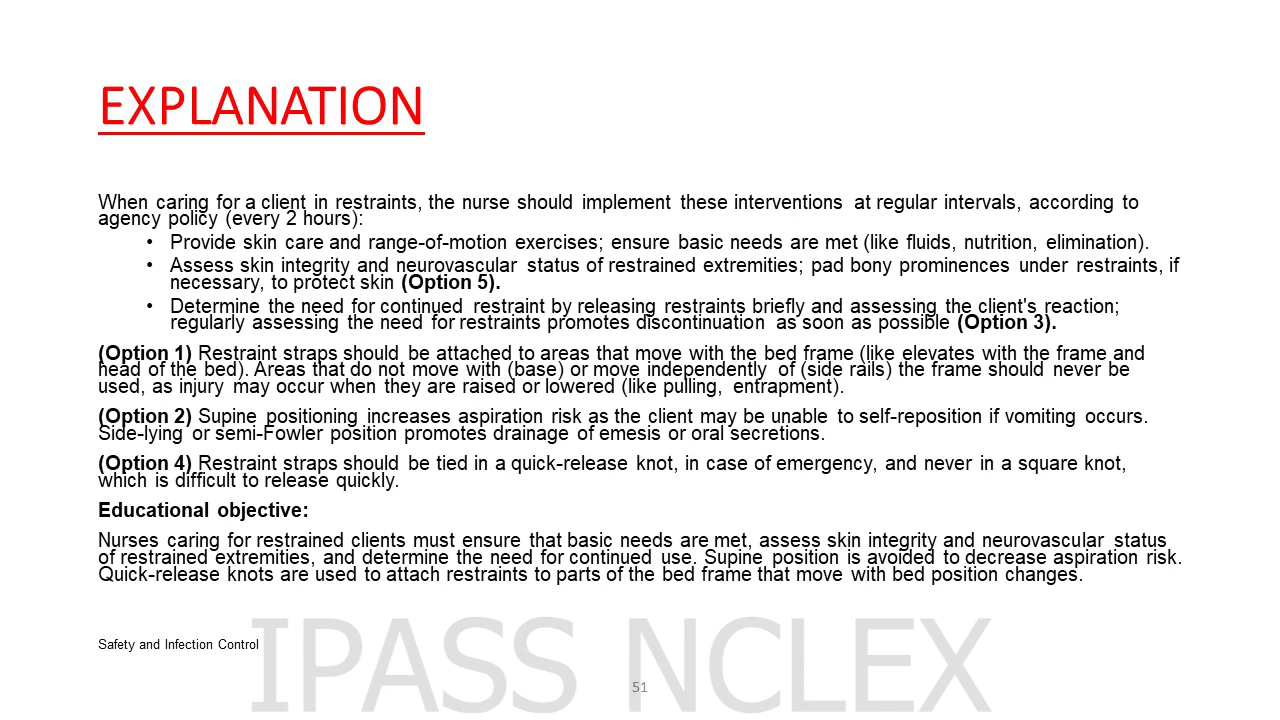 EXPLANATION
When caring for a client in restraints, the nurse should implement these interventions at regular intervals, according to
agency policy (every 2 hours):
• Provide skin care and range-of-motion exercises; ensure basic needs are met (like fluids, nutrition, elimination).
• Assess skin integrity and neurovascular status of restrained extremities; pad bony prominences under restraints, if
necessary, to protect skin (Option 5).
• Determine the need for continued restraint by releasing restraints briefly and assessing the client's reaction;
regularly assessing the need for restraints promotes discontinuation as soon as possible (Option 3).
(Option 1) Restraint straps should be attached to areas that move with the bed frame (like elevates with the frame and
head of the bed). Areas that do not move with (base) or move independently of (side rails) the frame should never be
used, as injury may occur when they are raised or lowered (like pulling, entrapment).
(Option 2) Supine positioning increases aspiration risk as the client may be unable to self-reposition if vomiting occurs.
Side-lying or semi-Fowler position promotes drainage of emesis or oral secretions.
(Option 4) Restraint straps should be tied in a quick-release knot, in case of emergency, and never in a square knot,
which is difficult to release quickly.
Educational objective:
Nurses caring for restrained clients must ensure that basic needs are met, assess skin integrity and neurovascular status
of restrained extremities, and determine the need for continued use. Supine position is avoided to decrease aspiration risk.
Quick-release knots are used to attach restraints to parts of the bed frame that move with bed position changes.
Safety and Infection Control
IPASS NCLEX
51